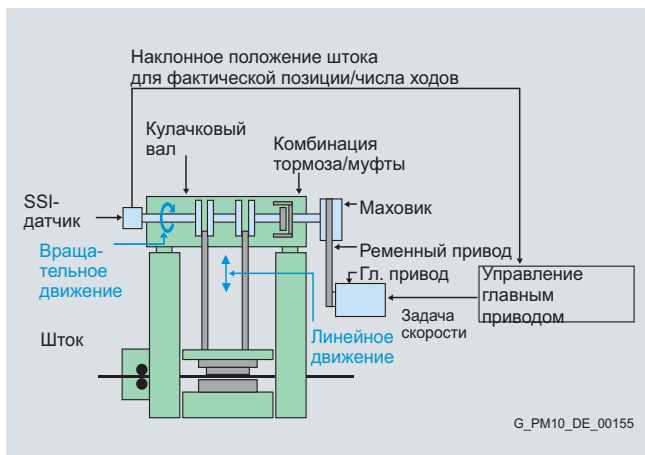 Наклонное положение штока
для фактической позиции/числа ходов
Кулачковый
вал
Комбинация
тормоза/муфты
SSI-
датчик
Маховик
Враща-
тельное
движение
Ременный привод
Гл. привод
Управление
главным
приводом
Задача
скорости
Линейное
движение
Шток
G_PM10_DE_00155